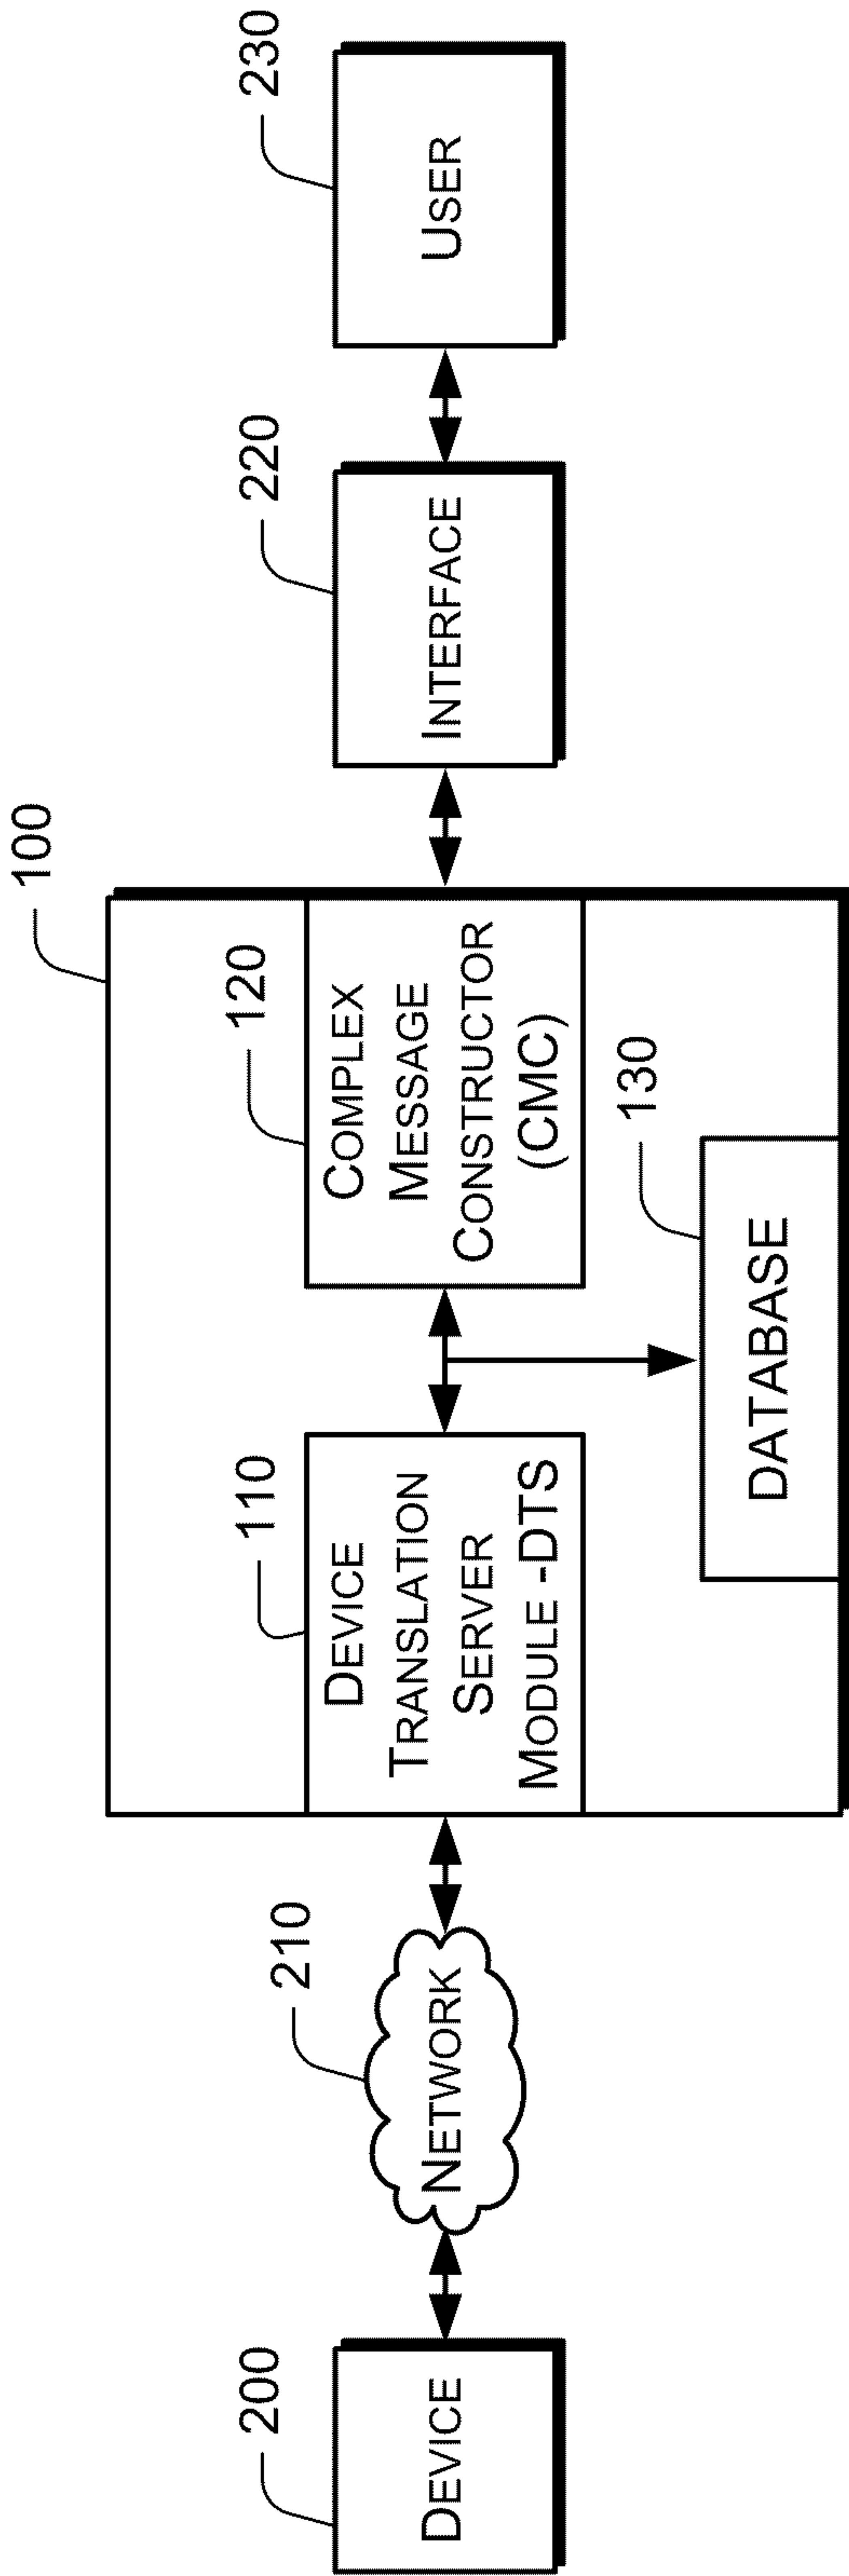 100
200
DEVICE
210
NETWORK
110
DEVICE
TRANSLATION
SERVER
MODULE -DTS
120
COMPLEX
MESSAGE
CONSTRUCTOR
(CMC)
130
DATABASE
220
INTERFACE
230
USER